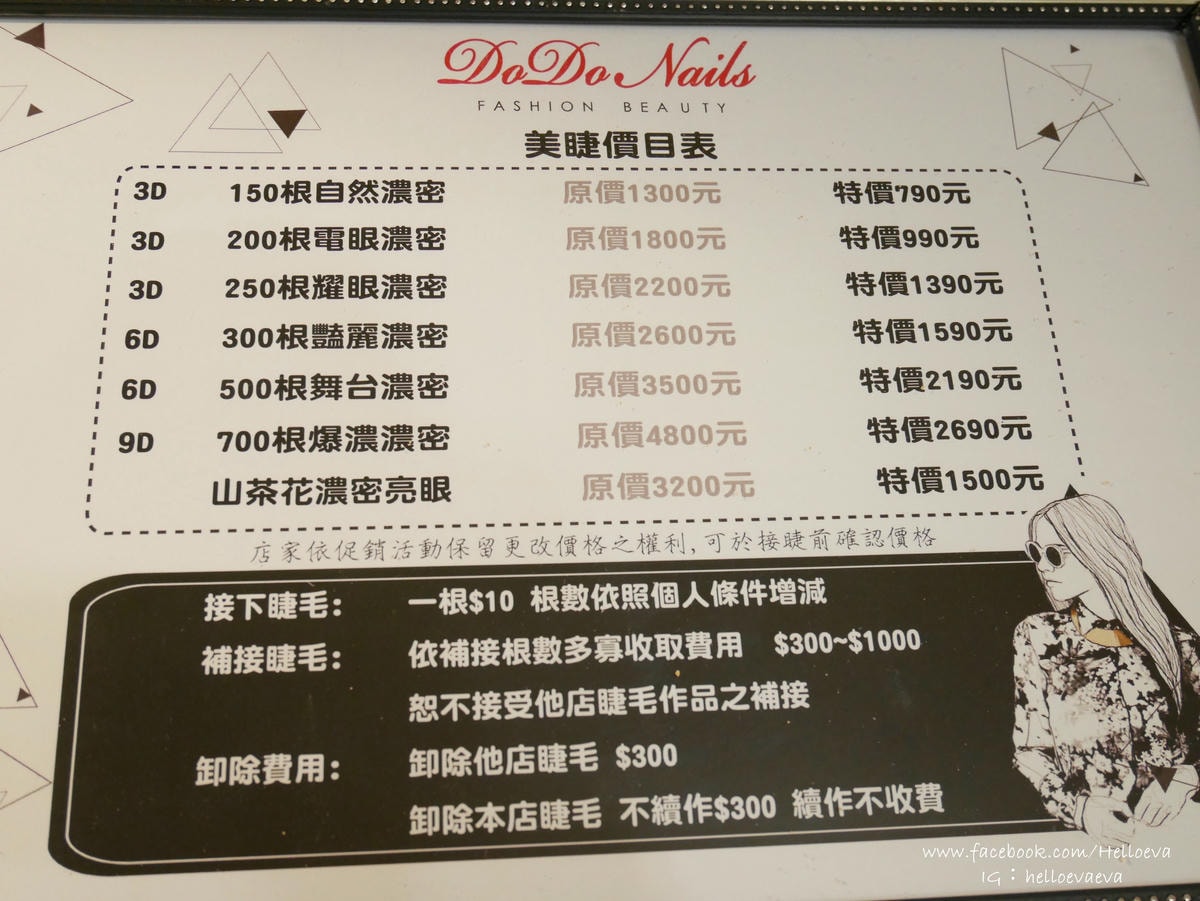 DoDo Nails
FASHION BEAUTY
美睫價目表
3D 150根自然濃密 原價1300元 特價790元
3D 200根電眼濃密 原價1800元 特價990元
3D 250根耀眼濃密 原價2200元 特價1390元
6D 300根豔麗濃密 原價2600元 特價1590元
6D 500根舞台濃密 原價3500元 特價2190元
9D 700根爆濃濃密 原價4800元 特價2690元
山茶花濃密亮眼 原價3200元 特價1500元
店家依促銷活動保留更改價格之權利,可於接睫前確認價格
接下睫毛: 一根$10 根數依照個人條件增減
補接睫毛: 依補接根數多寡收取費用 $300~$1000
恕不接受他店睫毛作品之補接
卸除費用: 卸除他店睫毛 $300
卸除本店睫毛 不續作$300 續作不收費
www.facebook.com/Helloeva
IG：helloevaeva